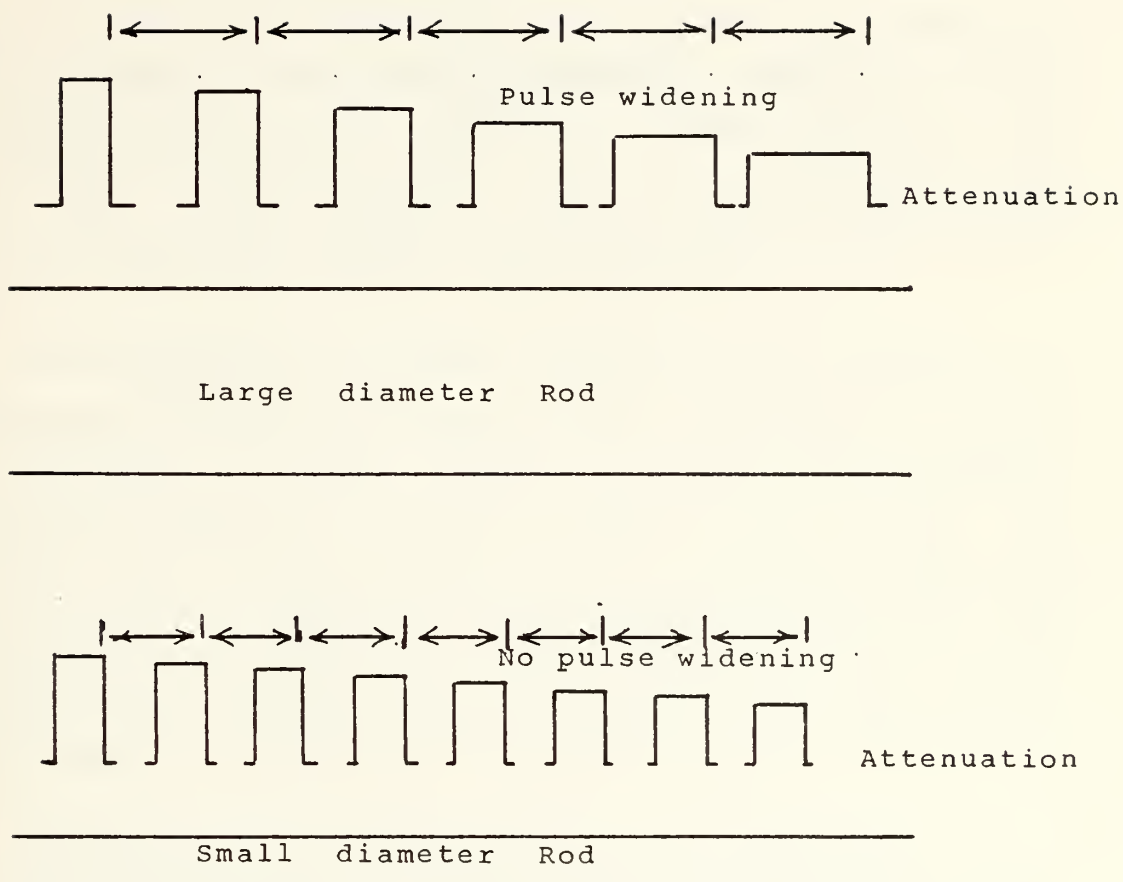 Pulse widening
Attenuation
Large diameter Rod
No pulse widening
Attenuation
Small diameter Rod